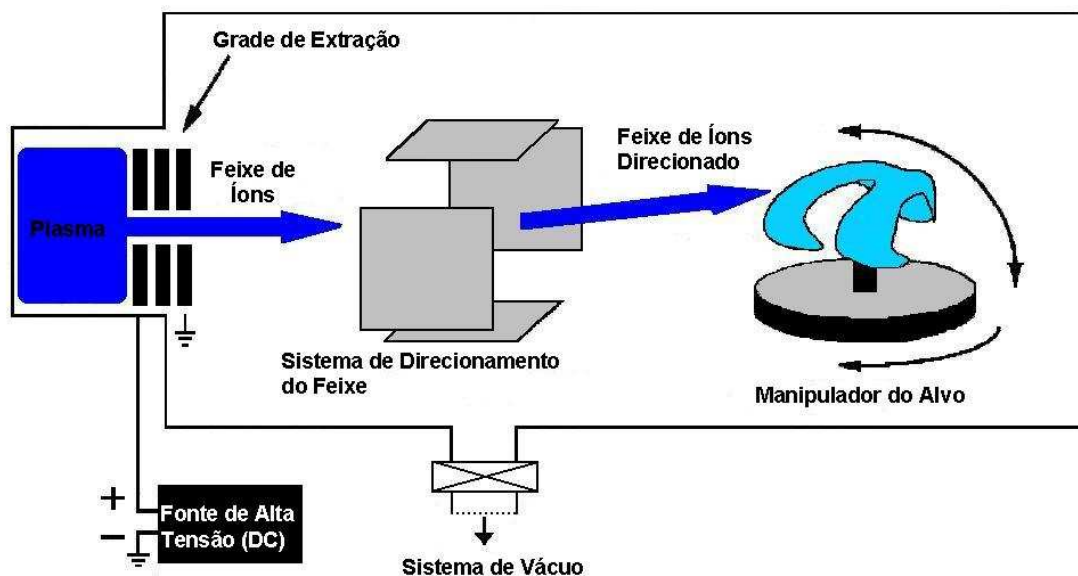 Grade de Extração
Feixe de
Íons
Feixe de Íons
Direcionado
Plasma
Sistema de Direcionamento
do Feixe
Manipulador do Alvo
+
Fonte de Alta
−
Tensão (DC)
Sistema de Vácuo